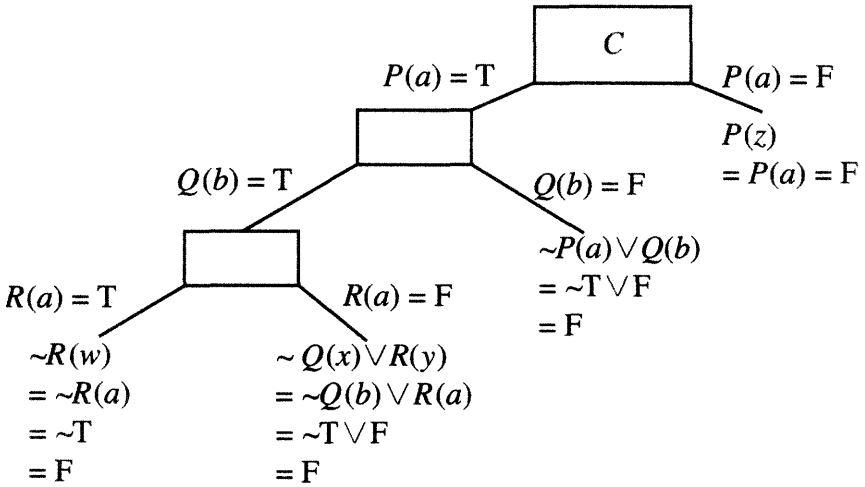 C
P(a) = T
P(a) = F
P(z)
= P(a) = F
Q(b) = T
Q(b) = F
~P(a) ∨ Q(b)
= ~T ∨ F
= F
R(a) = T
R(a) = F
~R(w)
= ~R(a)
= ~T
= F
~ Q(x) ∨ R(y)
= ~Q(b) ∨ R(a)
= ~T ∨ F
= F